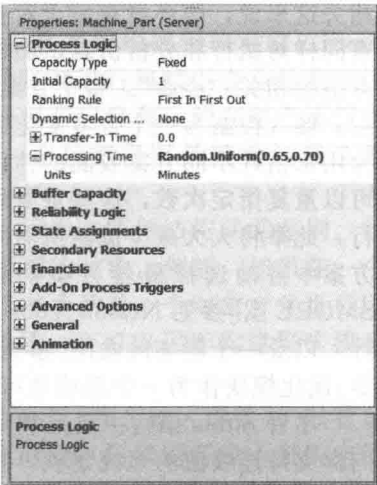 Properties: Machine_Part (Server)
Process Logic
Capacity Type Fixed
Initial Capacity 1
Ranking Rule First In First Out
Dynamic Selection ... None
Transfer-In Time 0.0
Processing Time Random.Uniform(0.65,0.70)
Units Minutes
Buffer Capacity
Reliability Logic
State Assignments
Secondary Resources
Financials
Add-On Process Triggers
Advanced Options
General
Animation
Process Logic
Process Logic